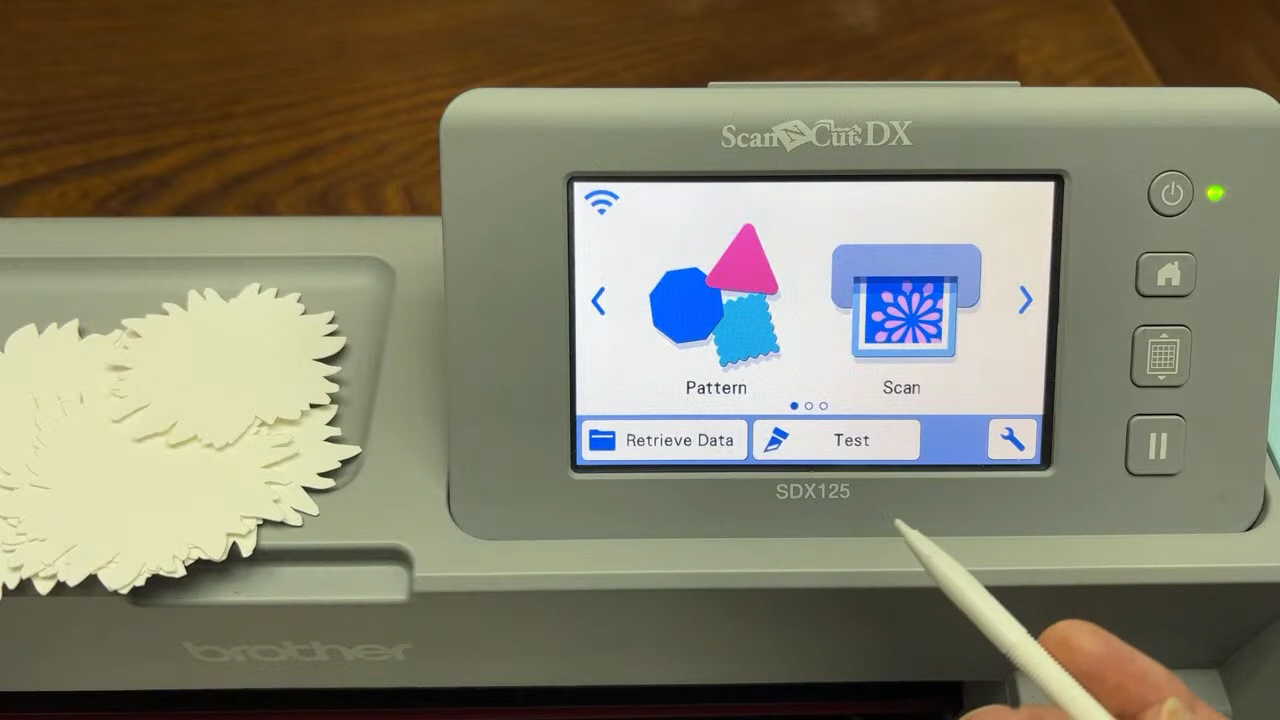 ScanNCut DX
Pattern
Scan
Retrieve Data
Test
SDX125
brother